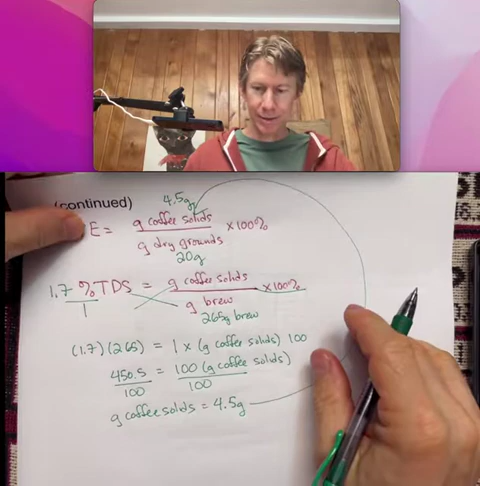 (continued)
4.5g
E = g coffee solids / g dry grounds ×100%
20g
1.7 %TDS / 1 = g coffee solids / g brew ×100%
265g brew
(1.7)(265) = 1 × (g coffee solids) 100
450.5 / 100 = 100 (g coffee solids) / 100
g coffee solids = 4.5g